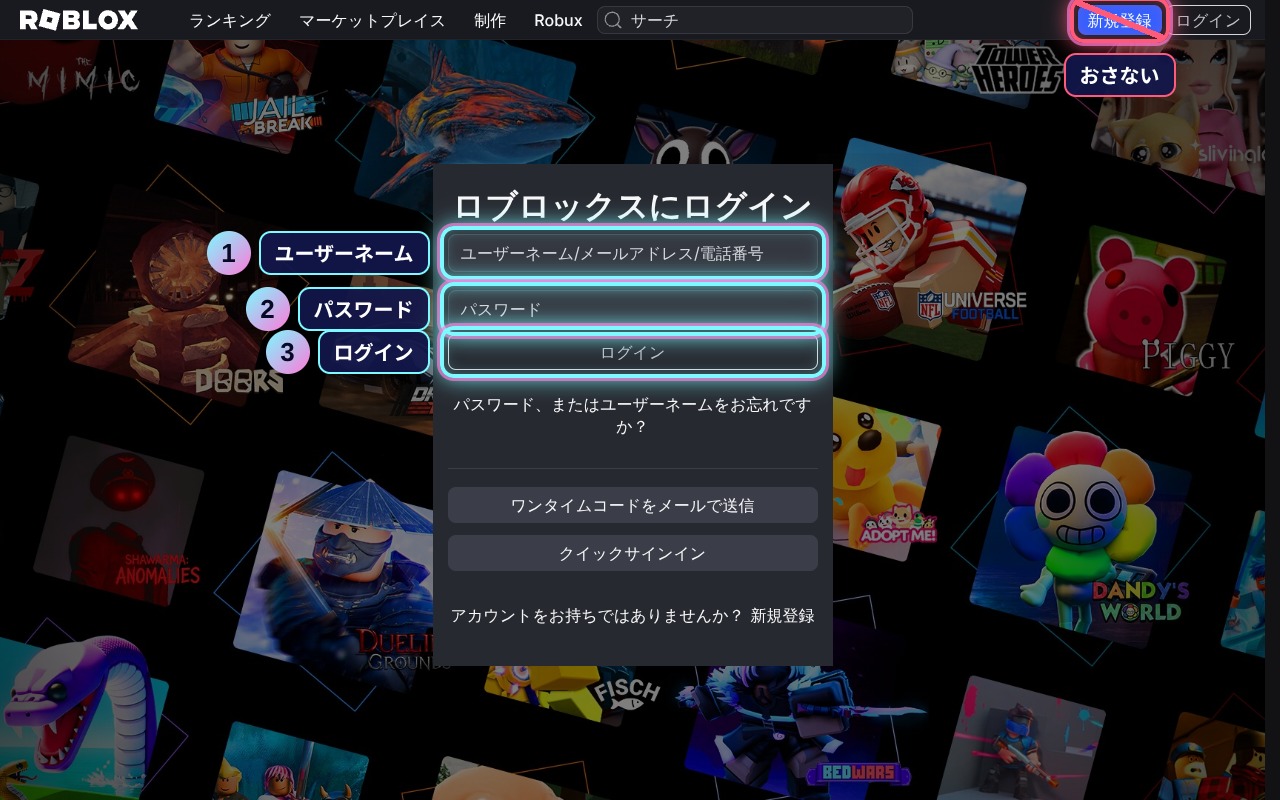 ROBLOX ランキング マーケットプレイス 制作 Robux サーチ 新規登録 ログイン
おさない
THE MIMIC
JAIL BREAK
TOWER HEROES
slivingl
ロブロックスにログイン
1 ユーザーネーム ユーザーネーム/メールアドレス/電話番号
2 パスワード パスワード
3 ログイン ログイン
NFL NFL UNIVERSE FOOTBALL
PIGGY
DOORS
パスワード、またはユーザーネームをお忘れです
か？
ワンタイムコードをメールで送信
クイックサインイン
ADOPT ME!
SHAWARMA: ANOMALIES
DANDY'S WORLD
アカウントをお持ちではありませんか？ 新規登録
DUELI
GROUNDS
FISCH
BEDWARS